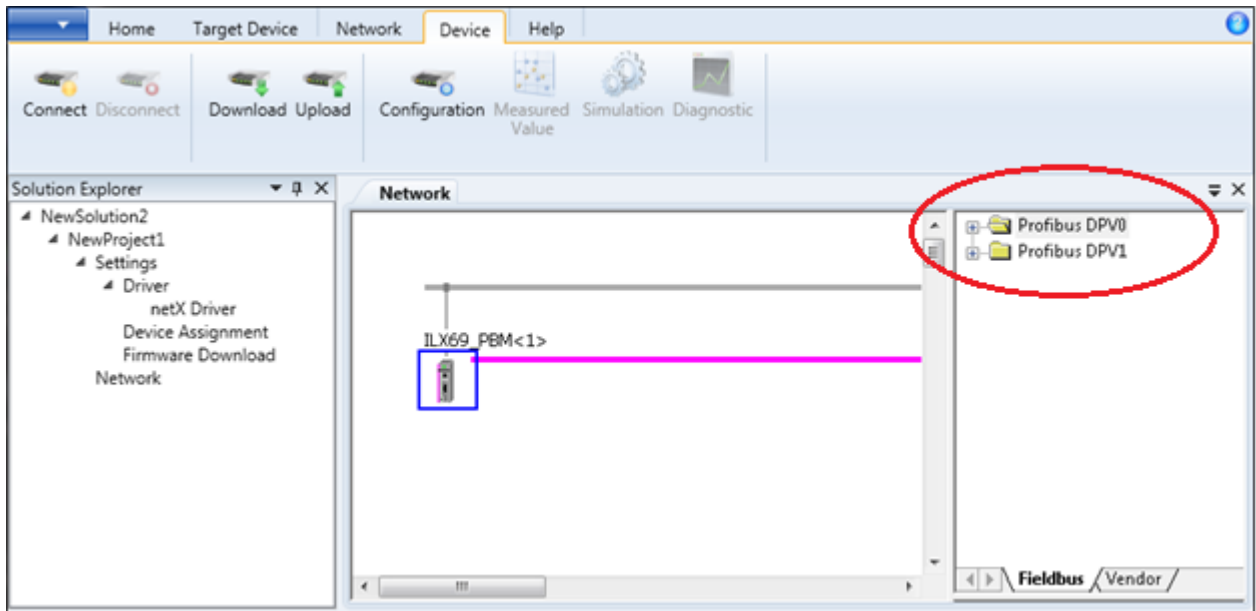 Home Target Device Network Device Help
Connect Disconnect Download Upload Configuration Measured Value Simulation Diagnostic
Solution Explorer
NewSolution2
NewProject1
Settings
Driver
netX Driver
Device Assignment
Firmware Download
Network
Network
ILX69_PBM<1>
Profibus DPV0
Profibus DPV1
Fieldbus Vendor